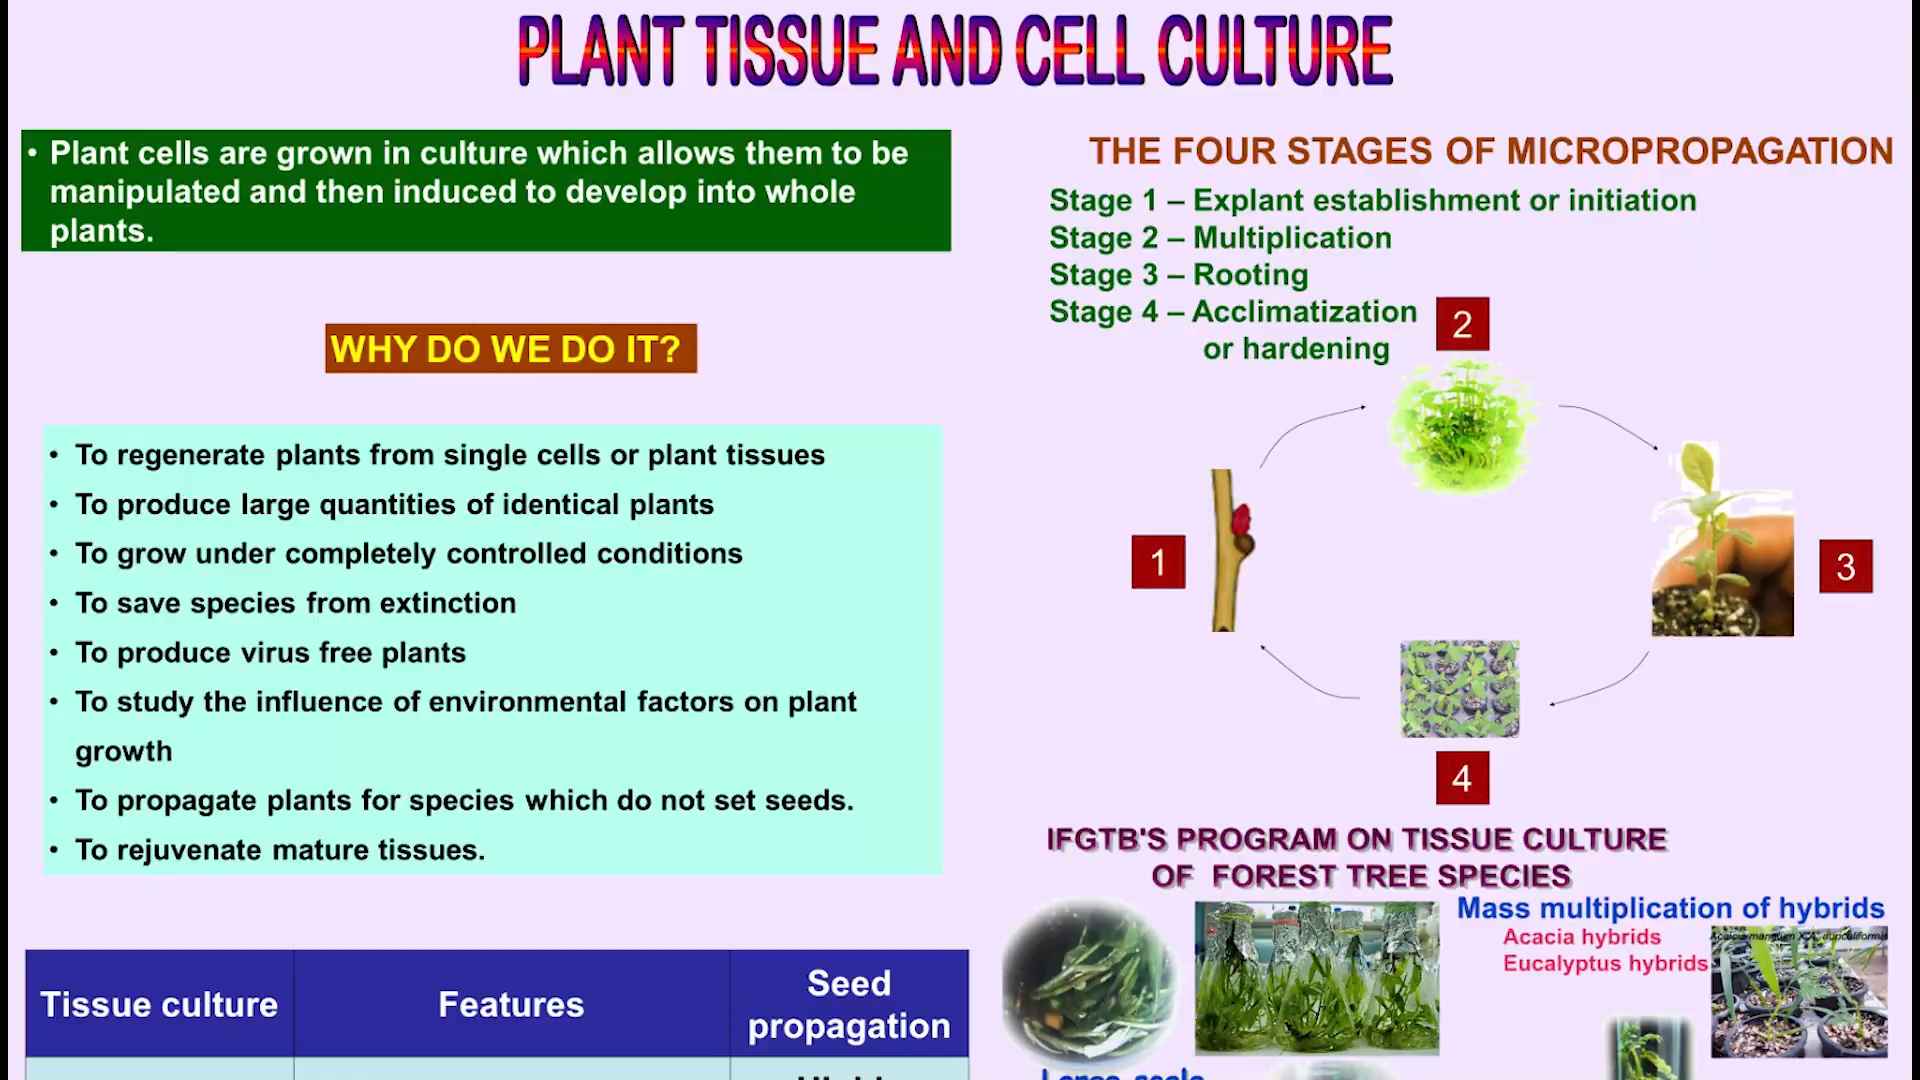 PLANT TISSUE AND CELL CULTURE
• Plant cells are grown in culture which allows them to be
manipulated and then induced to develop into whole
plants.
WHY DO WE DO IT?
• To regenerate plants from single cells or plant tissues
• To produce large quantities of identical plants
• To grow under completely controlled conditions
• To save species from extinction
• To produce virus free plants
• To study the influence of environmental factors on plant
growth
• To propagate plants for species which do not set seeds.
• To rejuvenate mature tissues.
Tissue culture
Features
Seed
propagation
THE FOUR STAGES OF MICROPROPAGATION
Stage 1 – Explant establishment or initiation
Stage 2 – Multiplication
Stage 3 – Rooting
Stage 4 – Acclimatization
or hardening
2
1
3
4
IFGTB'S PROGRAM ON TISSUE CULTURE
OF FOREST TREE SPECIES
Mass multiplication of hybrids
Acacia hybrids
Eucalyptus hybrids
Large scale